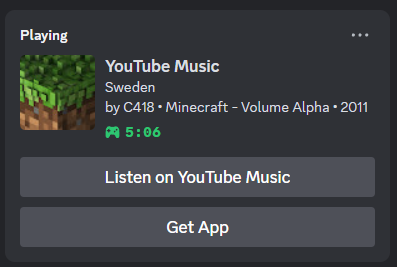 Playing
YouTube Music
Sweden
by C418 • Minecraft - Volume Alpha • 2011
5:06
Listen on YouTube Music
Get App